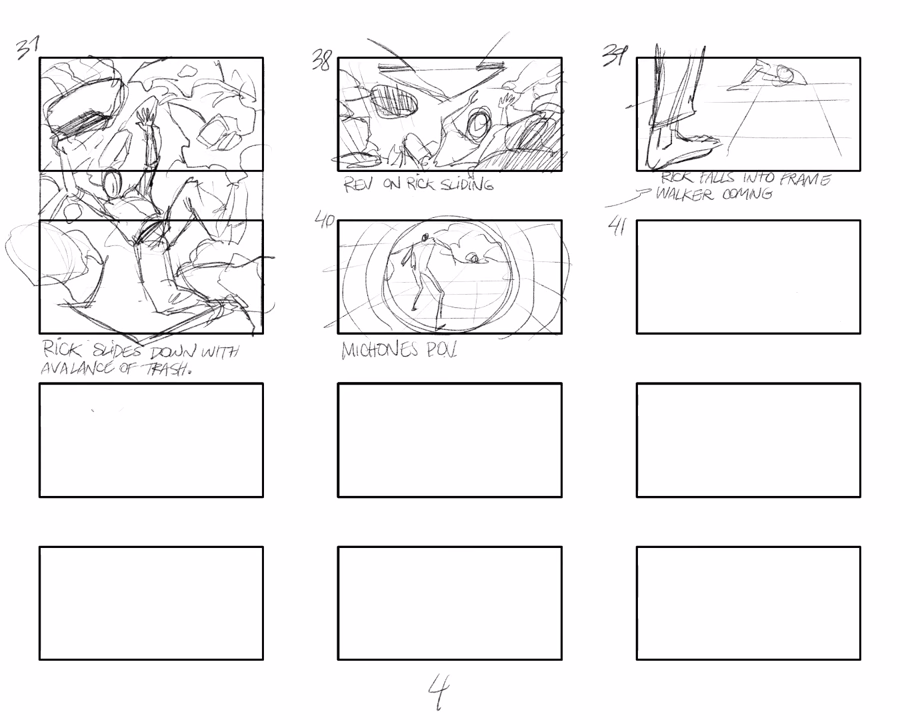 37
38
39
RICK SLIDES DOWN WITH
AVALANCE OF TRASH.
REV ON RICK SLIDING
RICK FALLS INTO FRAME
WALKER COMING
40
MICHONES POV
41
4